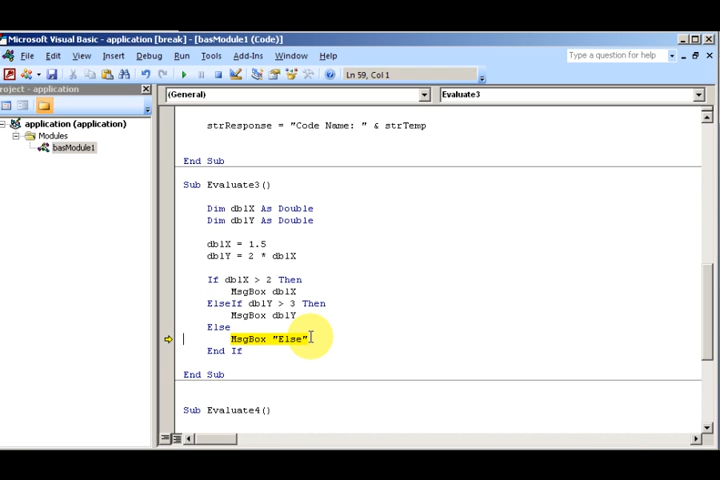 Microsoft Visual Basic - application [break] - [basModule1 (Code)]
File Edit View Insert Debug Run Tools Add-Ins Window Help
Type a question for help
Ln 59, Col 1
roject - application
(General) Evaluate3
application (application)
Modules
basModule1
strResponse = "Code Name: " & strTemp
End Sub
Sub Evaluate3()
Dim dblX As Double
Dim dblY As Double
dblX = 1.5
dblY = 2 * dblX
If dblX > 2 Then
MsgBox dblX
ElseIf dblY > 3 Then
MsgBox dblY
Else
MsgBox "Else"
End If
End Sub
Sub Evaluate4()